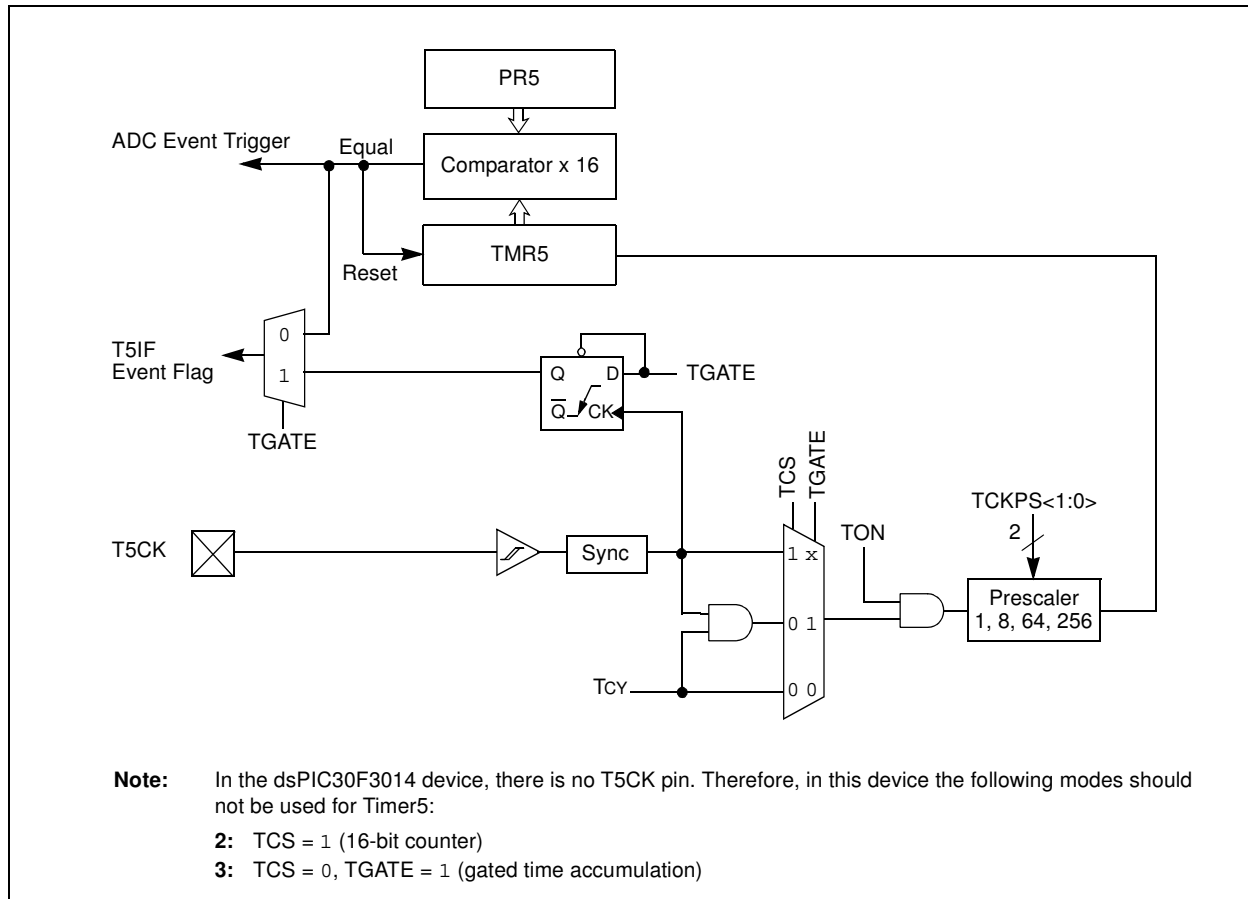 PR5
ADC Event Trigger
Equal
Comparator x 16
TMR5
Reset
0
T5IF
Event Flag
1
Q D
TGATE
Q CK
TGATE
TCS
TGATE
TCKPS<1:0>
2
TON
T5CK
Sync
1 x
Prescaler
1, 8, 64, 256
0 1
TCY
0 0
Note: In the dsPIC30F3014 device, there is no T5CK pin. Therefore, in this device the following modes should
not be used for Timer5:
2: TCS = 1 (16-bit counter)
3: TCS = 0, TGATE = 1 (gated time accumulation)